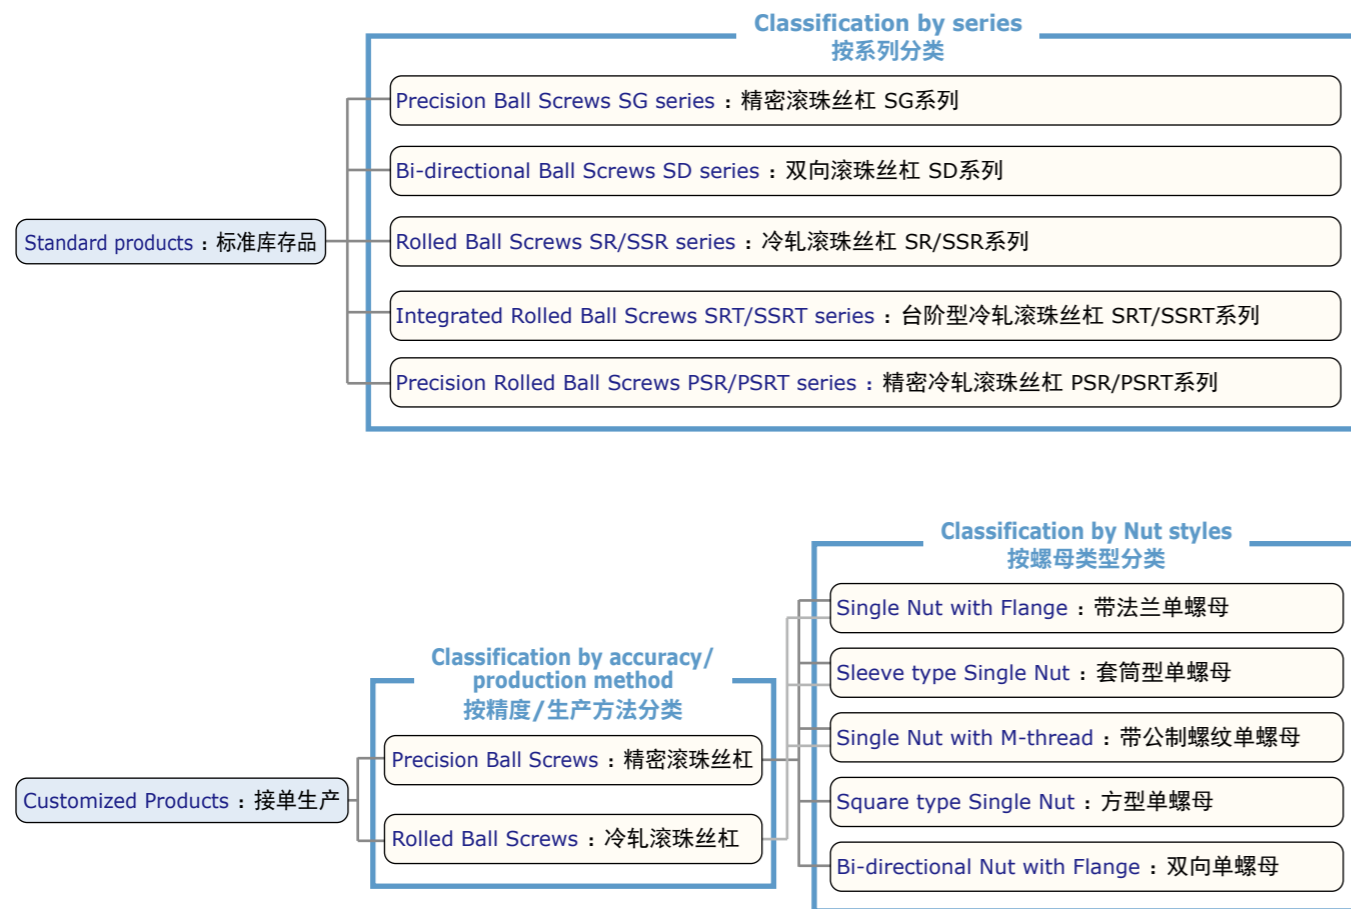 Classification by series
按系列分类
Precision Ball Screws SG series : 精密滚珠丝杠 SG系列
Bi-directional Ball Screws SD series : 双向滚珠丝杠 SD系列
Standard products : 标准库存品
Rolled Ball Screws SR/SSR series : 冷轧滚珠丝杠 SR/SSR系列
Integrated Rolled Ball Screws SRT/SSRT series : 台阶型冷轧滚珠丝杠 SRT/SSRT系列
Precision Rolled Ball Screws PSR/PSRT series : 精密冷轧滚珠丝杠 PSR/PSRT系列
Classification by Nut styles
按螺母类型分类
Single Nut with Flange : 带法兰单螺母
Classification by accuracy/
production method
按精度/生产方法分类
Sleeve type Single Nut : 套筒型单螺母
Single Nut with M-thread : 带公制螺纹单螺母
Precision Ball Screws : 精密滚珠丝杠
Customized Products : 接单生产
Square type Single Nut : 方型单螺母
Rolled Ball Screws : 冷轧滚珠丝杠
Bi-directional Nut with Flange : 双向单螺母